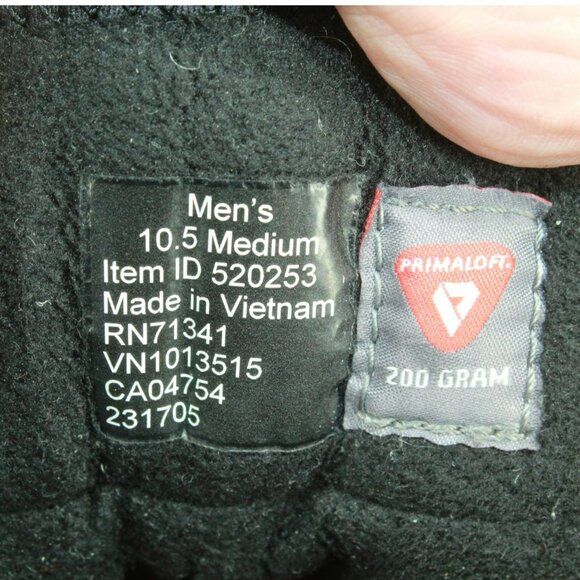 Men's
10.5 Medium
Item ID 520253
Made in Vietnam
RN71341
VN1013515
CA04754
231705
PRIMALOFT.
200 GRAM